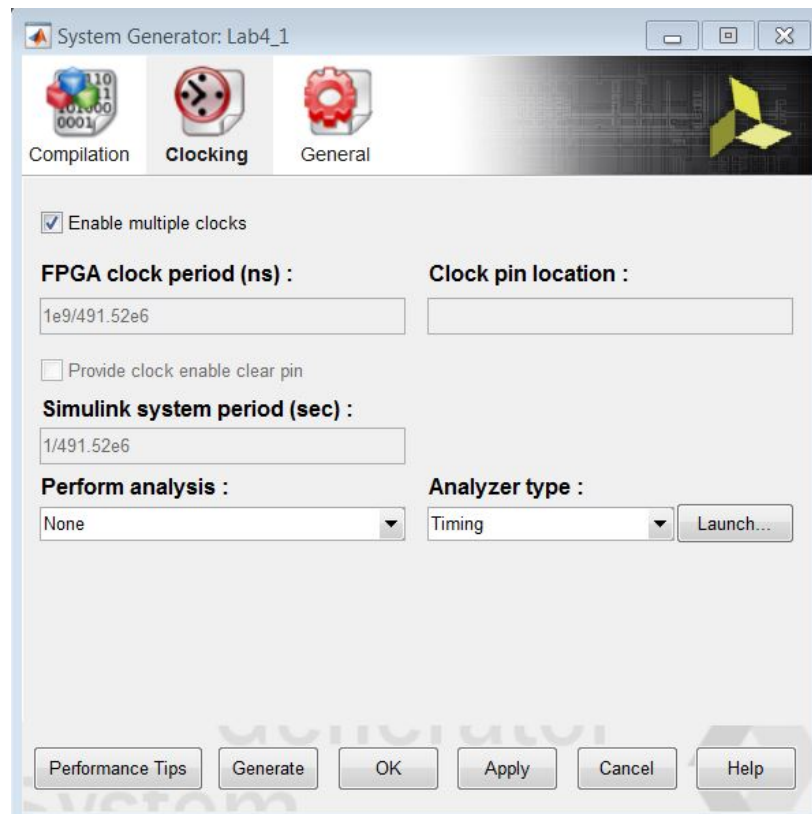 System Generator: Lab4_1
Compilation Clocking General
Enable multiple clocks
FPGA clock period (ns) : Clock pin location :
1e9/491.52e6
Provide clock enable clear pin
Simulink system period (sec) :
1/491.52e6
Perform analysis : Analyzer type :
None Timing Launch...
Performance Tips Generate OK Apply Cancel Help